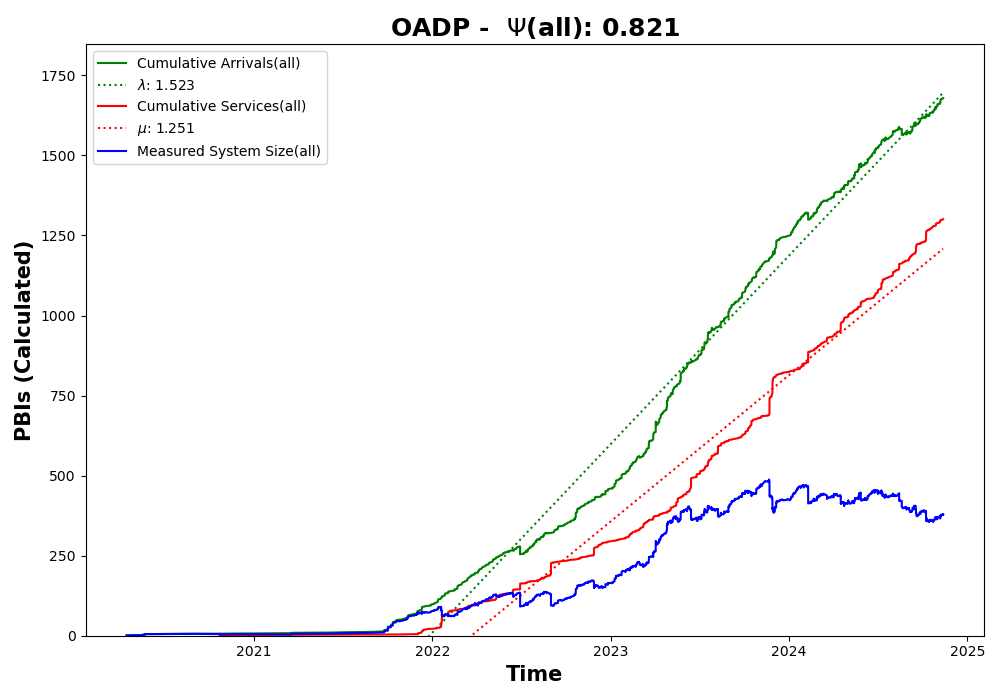 OADP - Ψ(all): 0.821
Cumulative Arrivals(all)
λ: 1.523
Cumulative Services(all)
μ: 1.251
Measured System Size(all)
PBIs (Calculated)
1750
1500
1250
1000
750
500
250
0
2021
2022
2023
2024
2025
Time